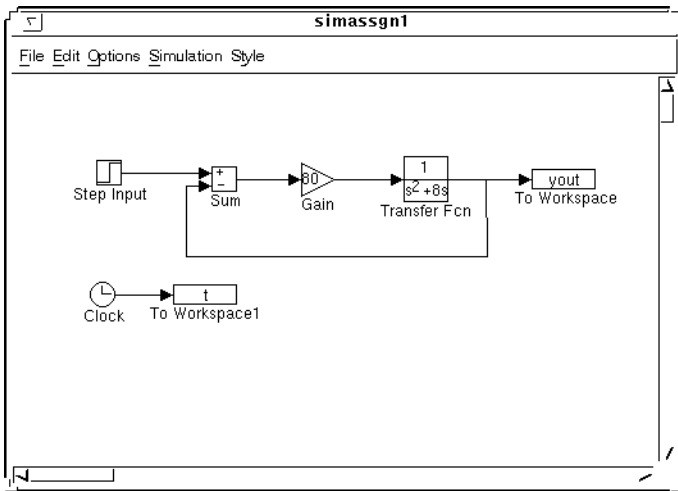 simassgn1
File Edit Options Simulation Style
Step Input
+
−
Sum
80
Gain
1
s² +8s
Transfer Fcn
yout
To Workspace
Clock
t
To Workspace1